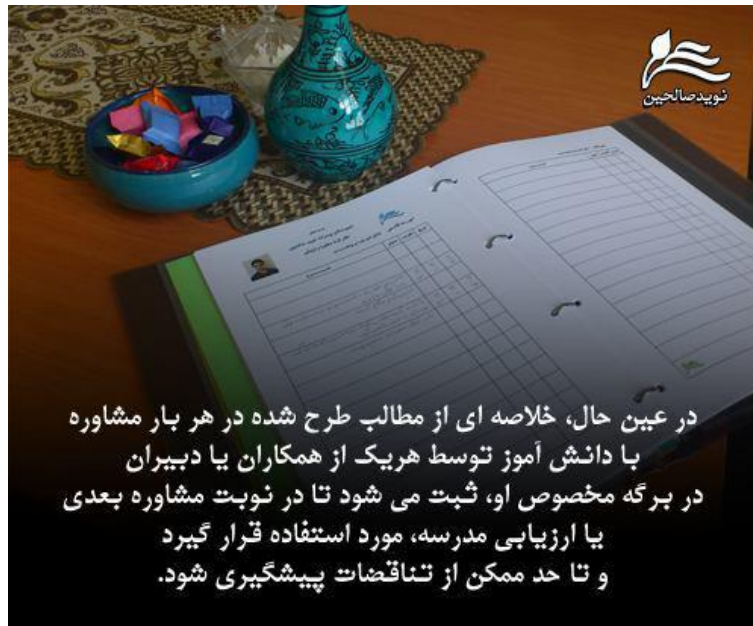 نویدصالحین
در عین حال، خلاصه ای از مطالب طرح شده در هر بار مشاوره
با دانش آموز توسط هریک از همکاران یا دبیران
در برگه مخصوص او، ثبت می شود تا در نوبت مشاوره بعدی
یا ارزیابی مدرسه، مورد استفاده قرار گیرد
و تا حد ممکن از تناقضات پیشگیری شود.